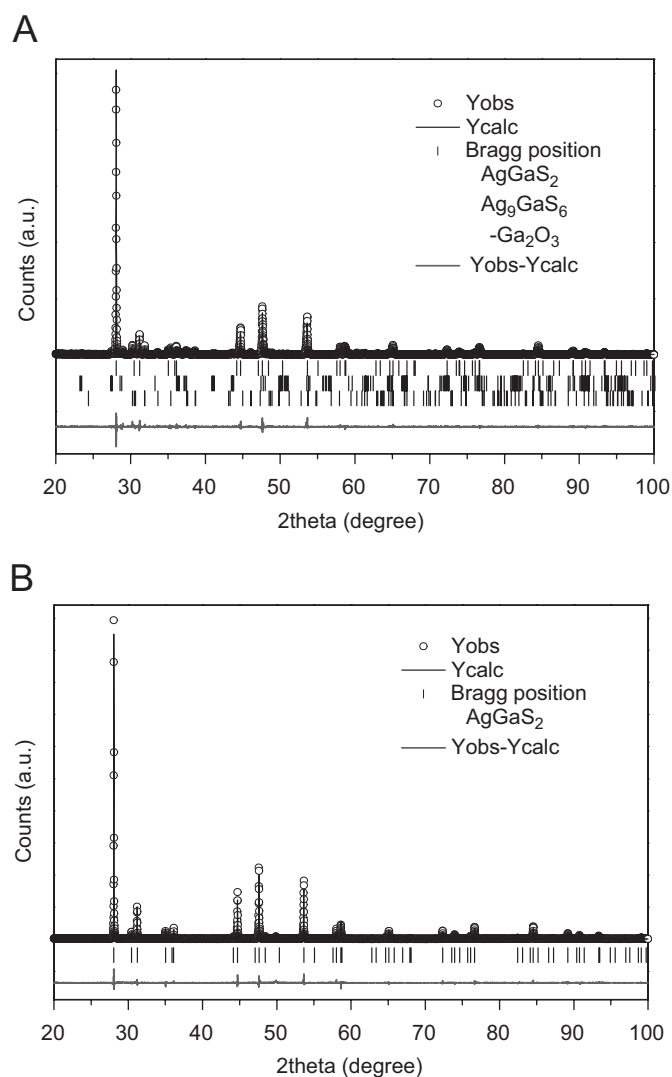 A
Counts (a.u.)
Yobs
Ycalc
Bragg position
AgGaS₂
Ag₉GaS₆
-Ga₂O₃
Yobs-Ycalc
20 30 40 50 60 70 80 90 100
2theta (degree)
B
Counts (a.u.)
Yobs
Ycalc
Bragg position
AgGaS₂
Yobs-Ycalc
20 30 40 50 60 70 80 90 100
2theta (degree)